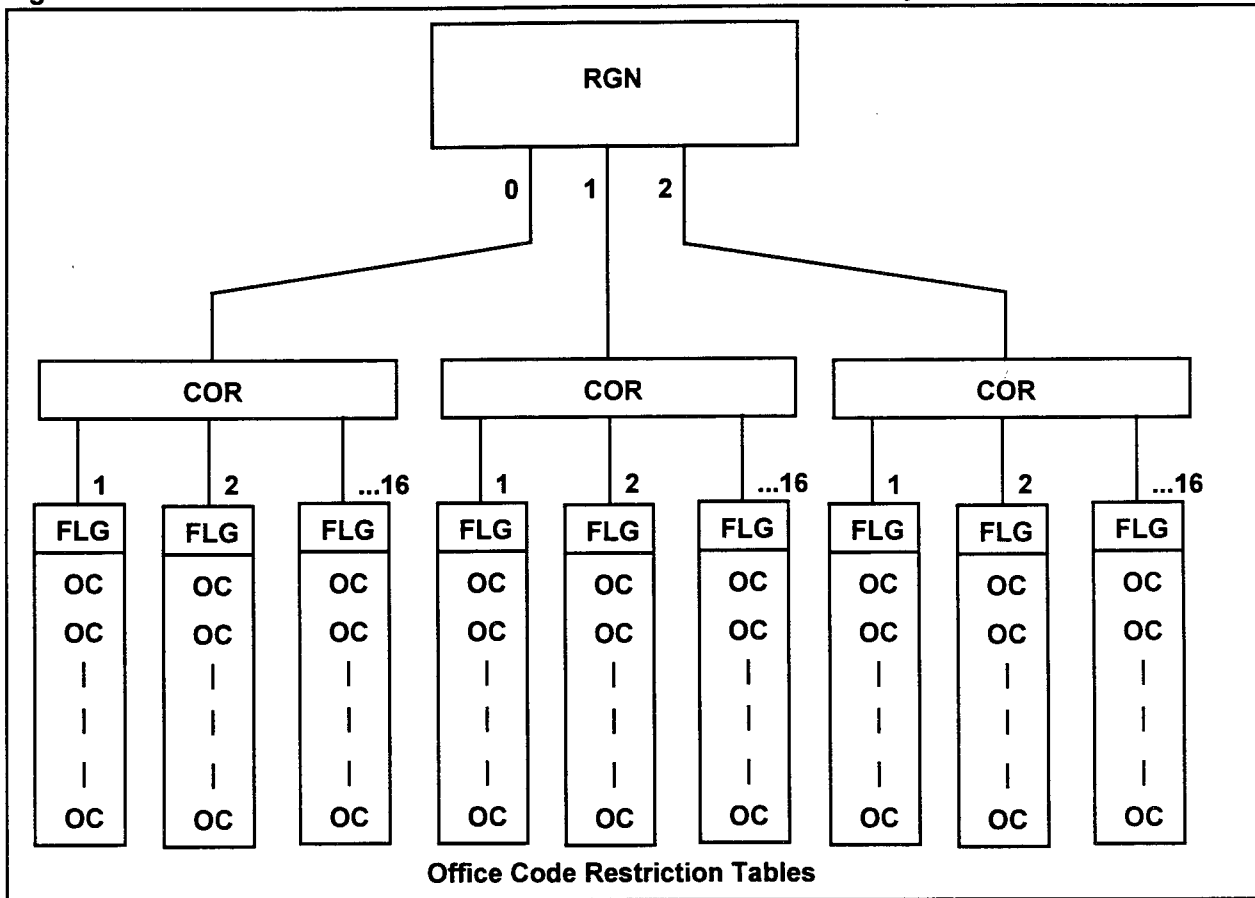 RGN
0 1 2
COR COR COR
1 2 ...16 1 2 ...16 1 2 ...16
FLG FLG FLG FLG FLG FLG FLG FLG FLG
OC OC OC OC OC OC OC OC OC
OC OC OC OC OC OC OC OC OC
OC OC OC OC OC OC OC OC OC
Office Code Restriction Tables